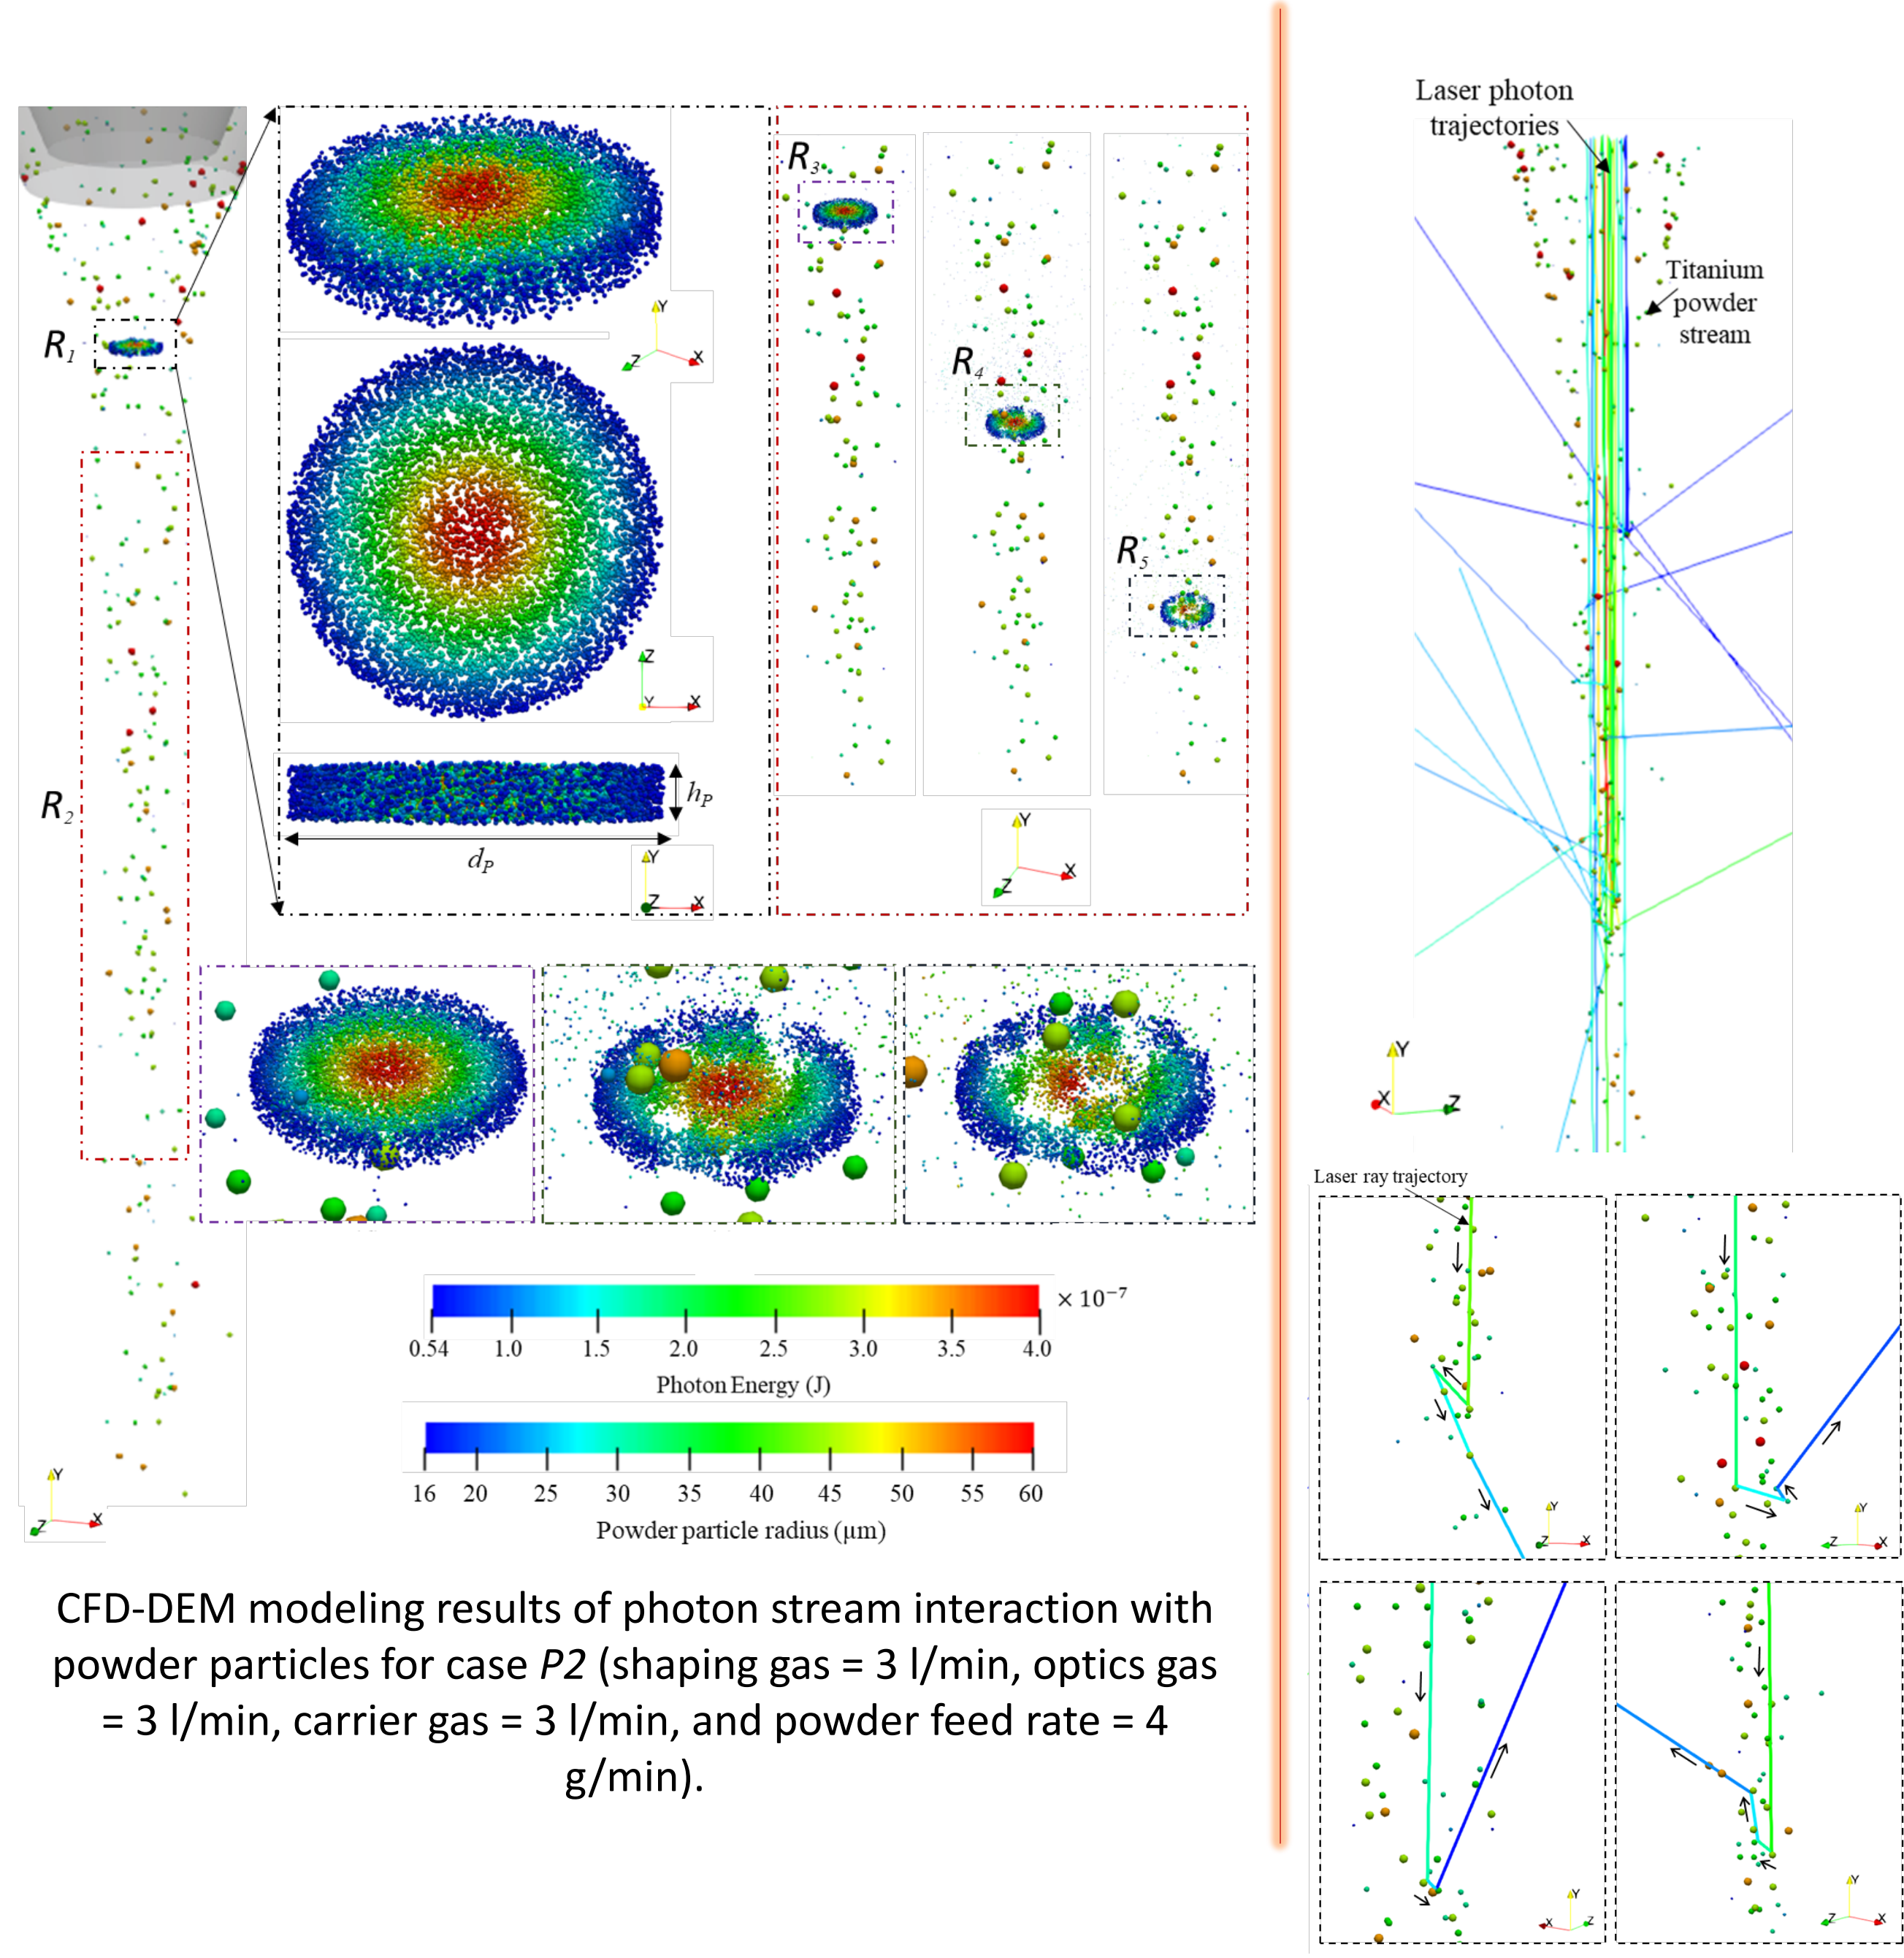 R1
R2
Y
Z
X
Y
Z
X
Z
Y
X
hP
dP
Y
Z
X
R3
R4
R5
Y
Z
X
× 10⁻⁷
0.54 1.0 1.5 2.0 2.5 3.0 3.5 4.0
Photon Energy (J)
16 20 25 30 35 40 45 50 55 60
Powder particle radius (µm)
CFD-DEM modeling results of photon stream interaction with
powder particles for case P2 (shaping gas = 3 l/min, optics gas
= 3 l/min, carrier gas = 3 l/min, and powder feed rate = 4
g/min).
Laser photon
trajectories
Titanium
powder
stream
Y
X
Z
Laser ray trajectory
Y
Z
X
Y
Z
X
Y
X
Z
Y
Z
X